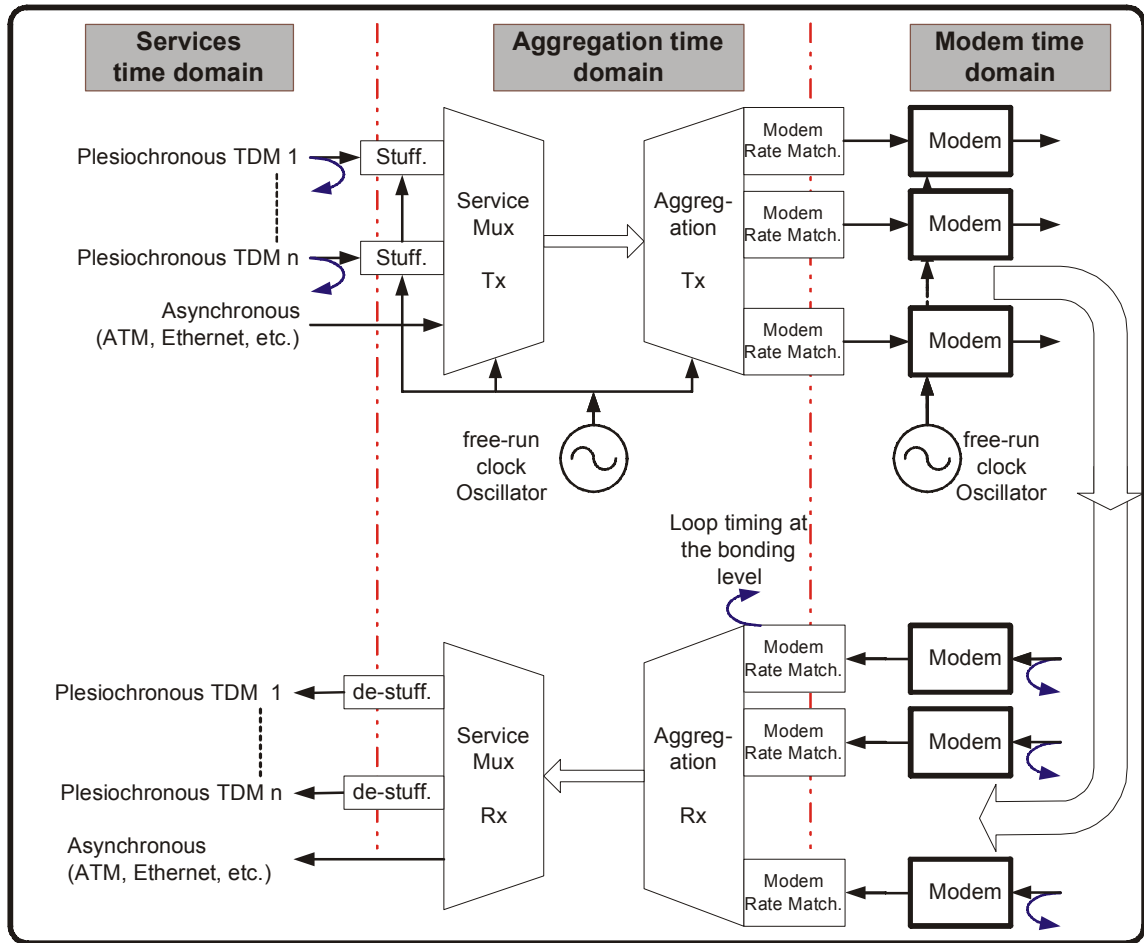 Services
time domain
Aggregation time
domain
Modem time
domain
Plesiochronous TDM 1
Stuff.
Plesiochronous TDM n
Stuff.
Asynchronous
(ATM, Ethernet, etc.)
Service
Mux
Tx
Aggreg-
ation
Tx
Modem
Rate Match.
Modem
Rate Match.
Modem
Rate Match.
Modem
Modem
Modem
free-run
clock
Oscillator
free-run
clock
Oscillator
Loop timing at
the bonding
level
Plesiochronous TDM 1
de-stuff.
Plesiochronous TDM n
de-stuff.
Asynchronous
(ATM, Ethernet, etc.)
Service
Mux
Rx
Aggreg-
ation
Rx
Modem
Rate Match.
Modem
Rate Match.
Modem
Rate Match.
Modem
Modem
Modem